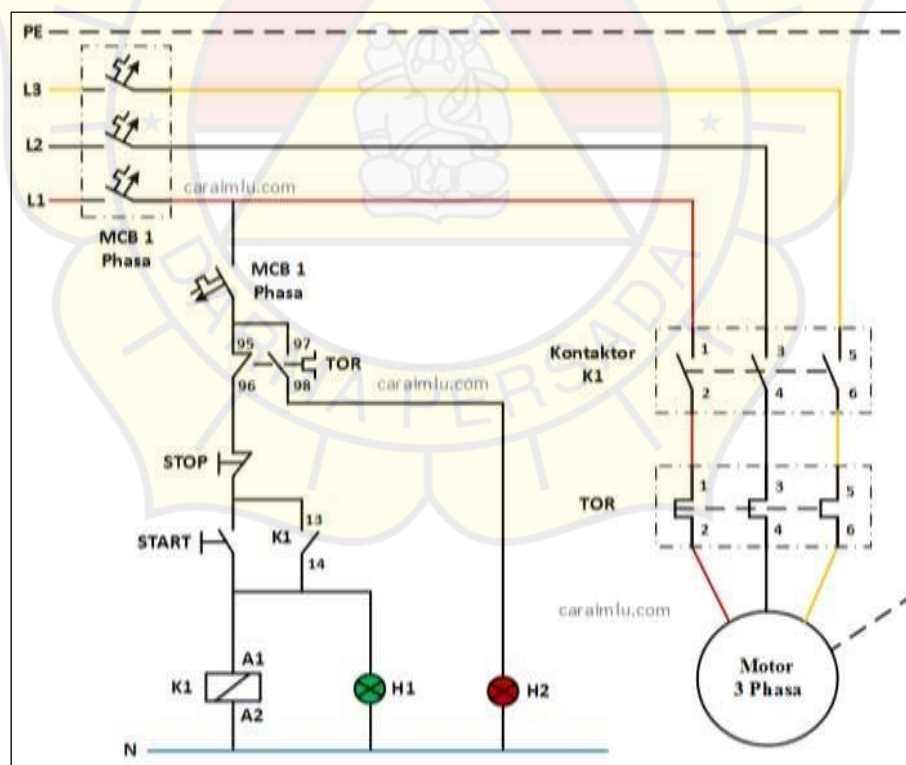 PE
L3
L2
L1
caraimlu.com
MCB 1
Phasa
MCB 1
Phasa
95
97
TOR
96
98
caraimlu.com
STOP
13
K1
START
14
A1
K1
A2
H1
H2
N
Kontaktor
K1
1
3
5
2
4
6
TOR
1
3
5
2
4
6
caraimlu.com
Motor
3 Phasa
DARMA PERSADA